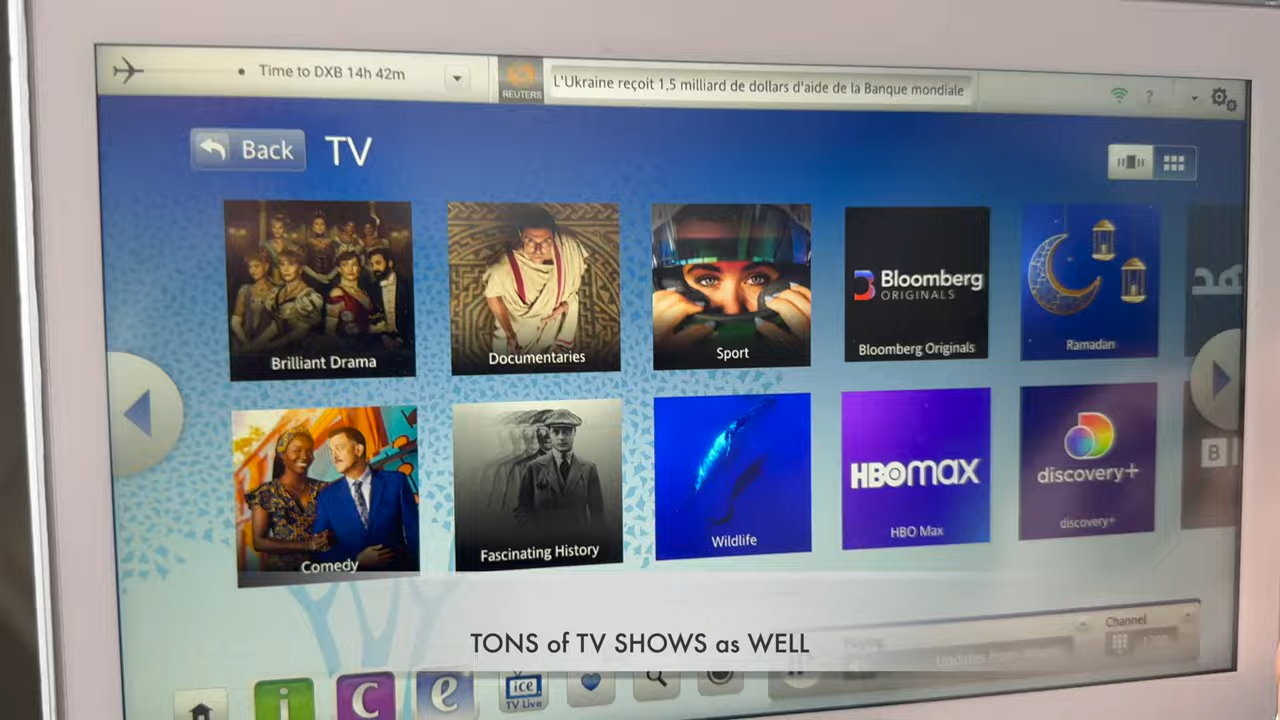 Time to DXB 14h 42m
REUTERS
L'Ukraine reçoit 1,5 milliard de dollars d'aide de la Banque mondiale
?
Back
TV
Brilliant Drama
Documentaries
Sport
Bloomberg
ORIGINALS
Bloomberg Originals
Ramadan
Comedy
Fascinating History
Wildlife
HBOMAX
HBO Max
discovery+
discovery+
B
TONS of TV SHOWS as WELL
Channel
i
c
e
ice
TV Live